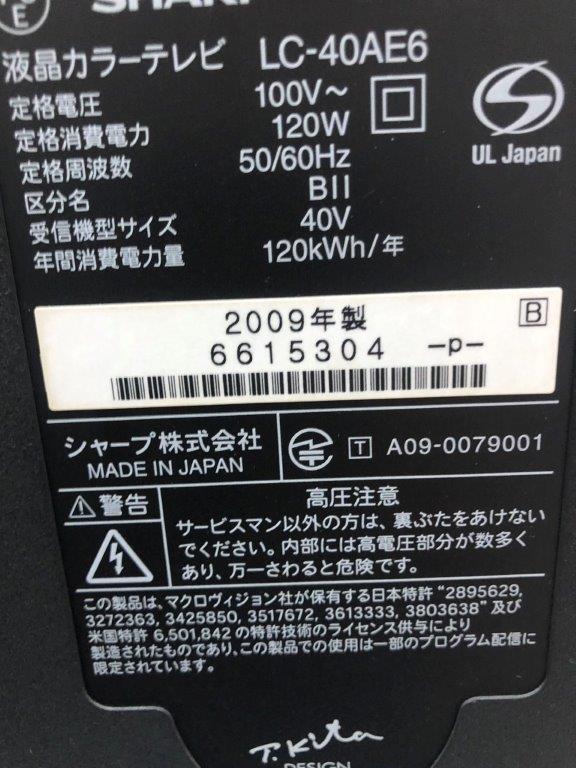 E
SHARP
液晶カラーテレビ LC-40AE6
定格電圧 100V～
定格消費電力 120W
定格周波数 50/60Hz
区分名 BII
受信機型サイズ 40V
年間消費電力量 120kWh/年
UL Japan
2009年製 B
6615304 -p-
シャープ株式会社
MADE IN JAPAN
T A09-0079001
警告
高圧注意
サービスマン以外の方は、裏ぶたをあけない
でください。内部には高電圧部分が数多く
あり、万一さわると危険です。
この製品は、マクロヴィジョン社が保有する日本特許 “2895629,
3272363, 3425850, 3517672, 3613333, 3803638” 及び
米国特許 6,501,842 の特許技術のライセンス供与により
製造されたものであり、この製品での使用は一部のプログラム配信に
限定されています。
T. Kita
DESIGN